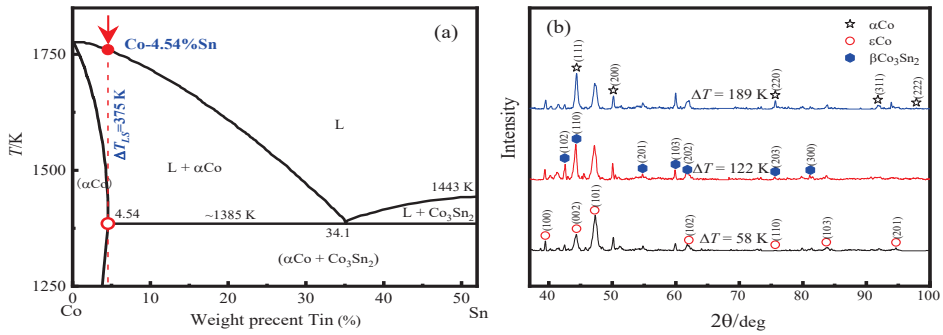 (a)
Co-4.54%Sn
ΔT_LS=375 K
L
L + αCo
(αCo)
4.54
~1385 K
34.1
1443 K
L + Co₃Sn₂
(αCo + Co₃Sn₂)
T/K
1750
1500
1250
0 10 20 30 40 50
Co
Weight precent Tin (%)
Sn
(b)
αCo
εCo
βCo₃Sn₂
(111)
(200)
(220)
(311)
(222)
ΔT = 189 K
(102)
(110)
(201)
(103)
(202)
(203)
(300)
ΔT = 122 K
(100)
(002)
(101)
(102)
(110)
(103)
(201)
ΔT = 58 K
Intensity
40 50 60 70 80 90 100
2θ/deg